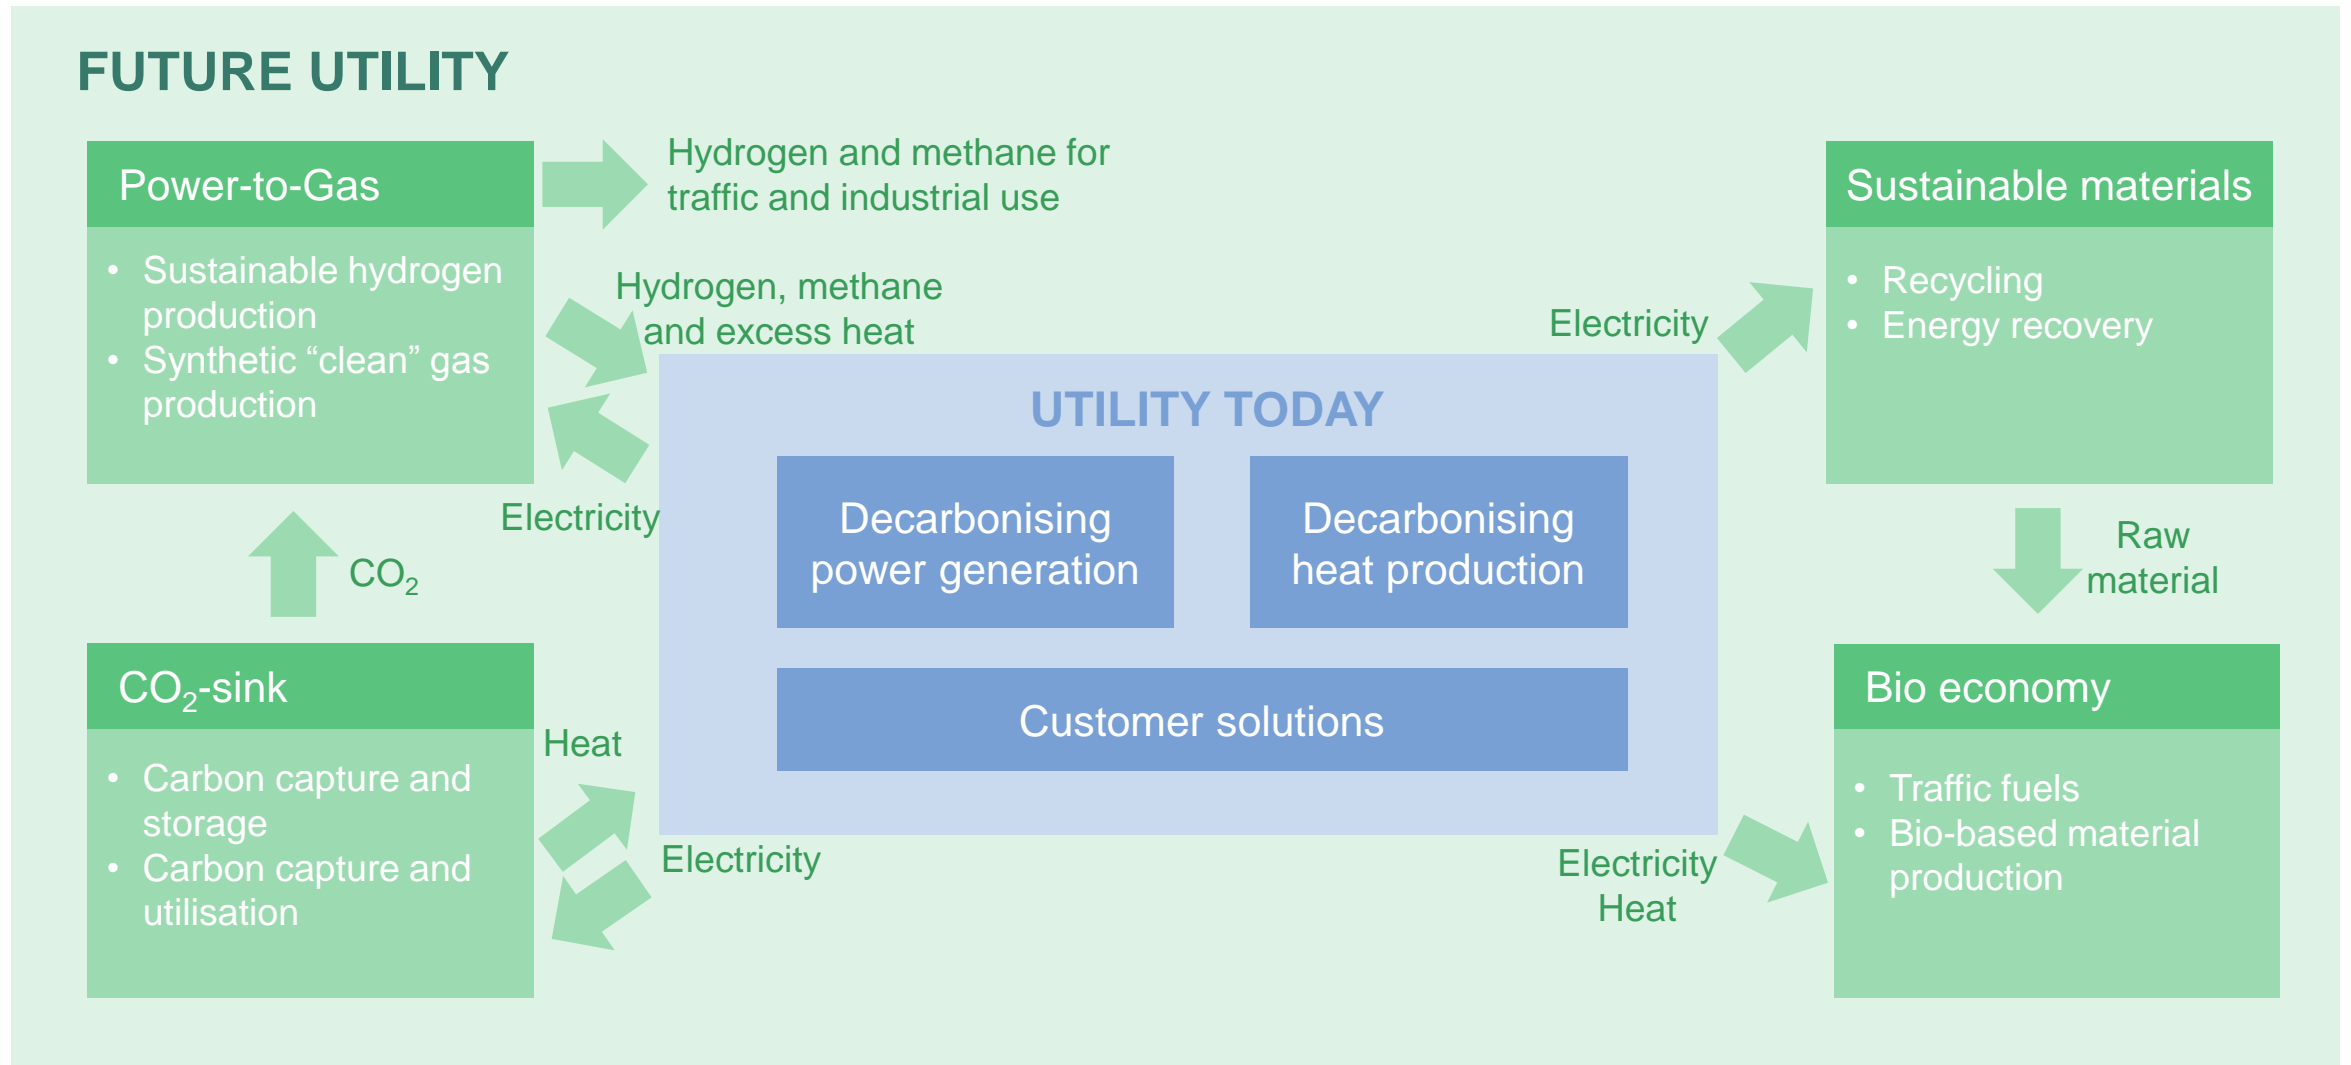 FUTURE UTILITY
Power-to-Gas
• Sustainable hydrogen
production
• Synthetic “clean” gas
production
Hydrogen and methane for
traffic and industrial use
Hydrogen, methane
and excess heat
Electricity
CO₂
CO₂-sink
• Carbon capture and
storage
• Carbon capture and
utilisation
Heat
Electricity
UTILITY TODAY
Decarbonising
power generation
Decarbonising
heat production
Customer solutions
Electricity
Sustainable materials
• Recycling
• Energy recovery
Raw
material
Electricity
Heat
Bio economy
• Traffic fuels
• Bio-based material
production